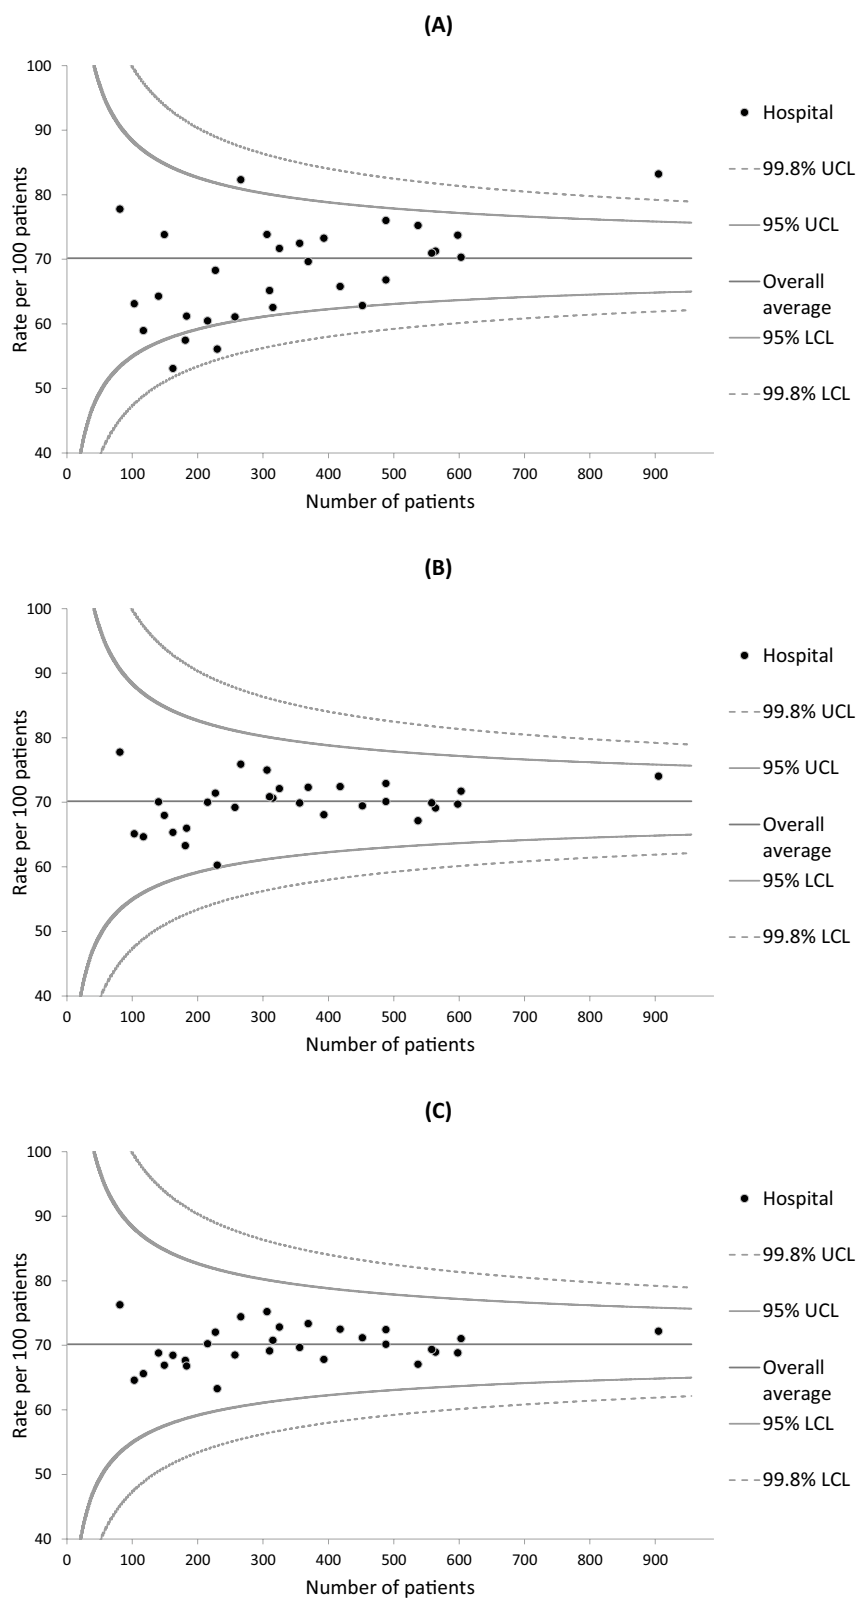 (A)
100
90
80
70
60
50
40
Rate per 100 patients
0 100 200 300 400 500 600 700 800 900
Number of patients
Hospital
99.8% UCL
95% UCL
Overall
average
95% LCL
99.8% LCL
(B)
100
90
80
70
60
50
40
Rate per 100 patients
0 100 200 300 400 500 600 700 800 900
Number of patients
Hospital
99.8% UCL
95% UCL
Overall
average
95% LCL
99.8% LCL
(C)
100
90
80
70
60
50
40
Rate per 100 patients
0 100 200 300 400 500 600 700 800 900
Number of patients
Hospital
99.8% UCL
95% UCL
Overall
average
95% LCL
99.8% LCL